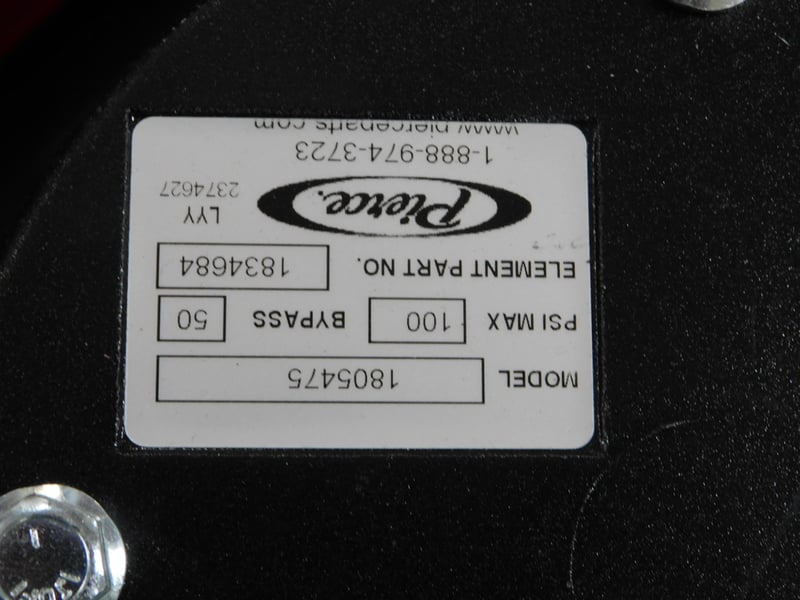 MODEL 1805475
PSI MAX 100 BYPASS 50
ELEMENT PART NO. 1834684
Pierce.
LYY
2374627
1-888-974-3723
www.pierceparts.com